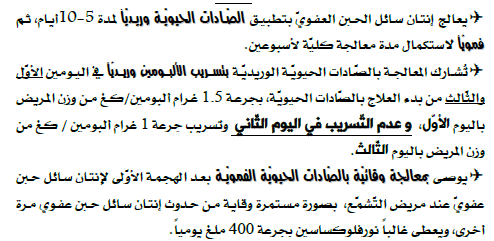 ✈يعالج إنتان سائل الحبن العفويّ بتطبيق الصّادات الحيويّة وريديّاً لمدة 5-10أيام، ثم
فمويّاً لاستكمال مدة معالجة كليّة لأسبوعين.
✈تُشارك المعالجة بالصّادات الحيويّة الوريديّة بتسريب الألبومين وريديّاً في اليومين الأوّل
والثّالث من بدء العلاج بالصّادات الحيويّة، بجرعة 1.5 غرام ألبومين/كغ من وزن المريض
باليوم الأوّل، وعدم التّسريب في اليوم الثّاني وتسريب جرعة 1 غرام ألبومين / كغ من
وزن المريض باليوم الثّالث.
✈يوصى بمعالجة وقائيّة بالصّادات الحيويّة الفمويّة بعد الهجمة الأوّلى لإنتان سائل حبن
عفويّ عند مريض التّشمّع، بصورة مستمرة وقاية من حدوث إنتان سائل حبن عفوي مرة
أخرى، ويعطى غالباً نورفلوكساسين بجرعة 400 ملغ يومياً.